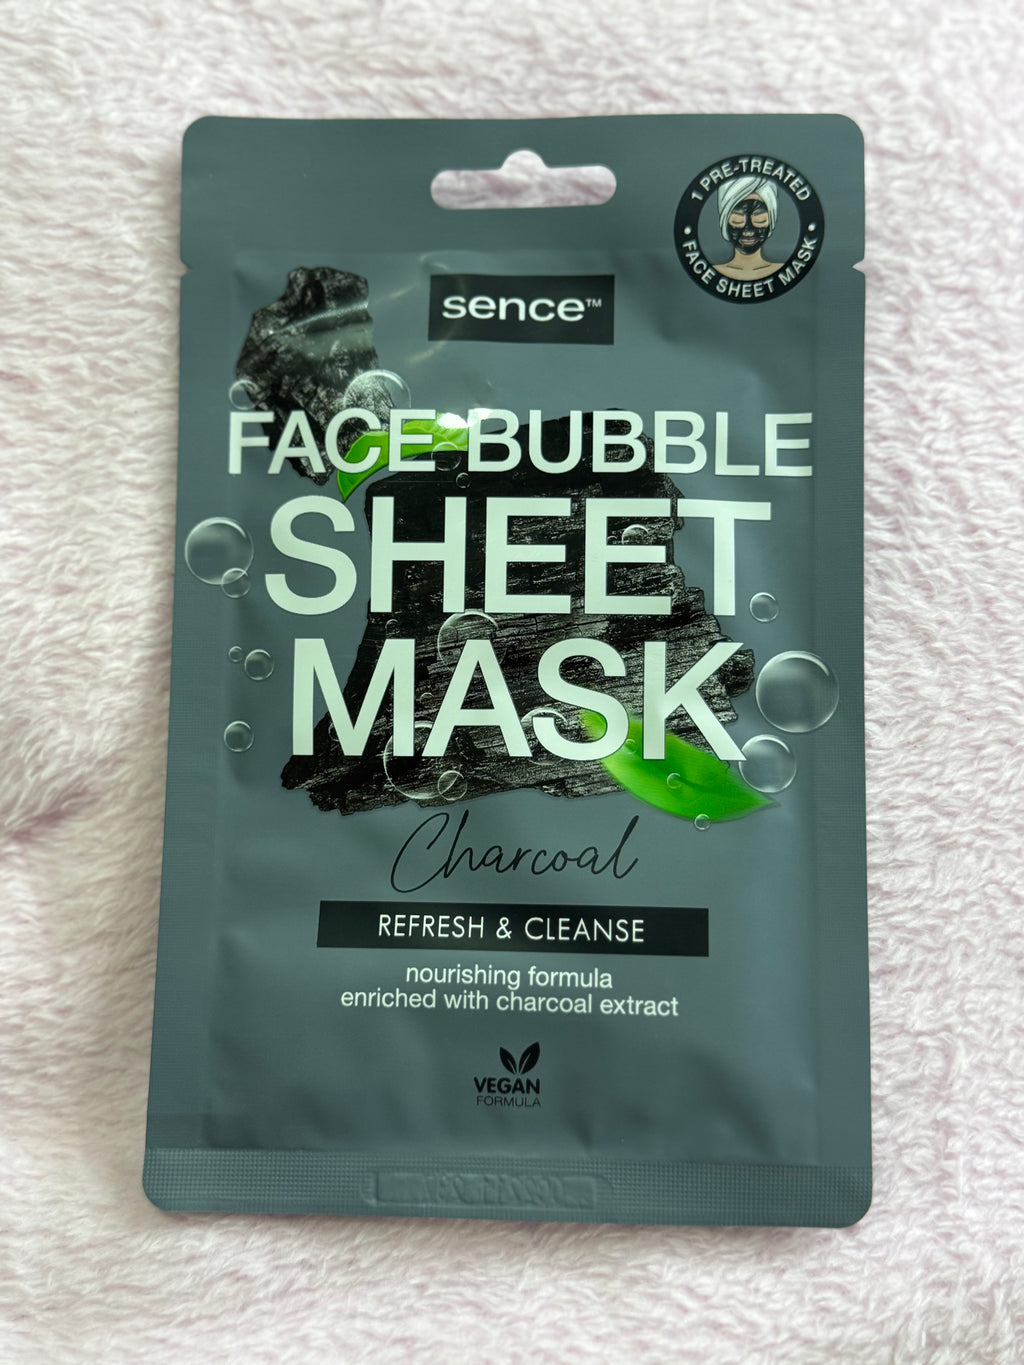 1 PRE-TREATED
• FACE SHEET MASK •
sence™
FACE BUBBLE
SHEET
MASK
Charcoal
REFRESH & CLEANSE
nourishing formula
enriched with charcoal extract
VEGAN
FORMULA